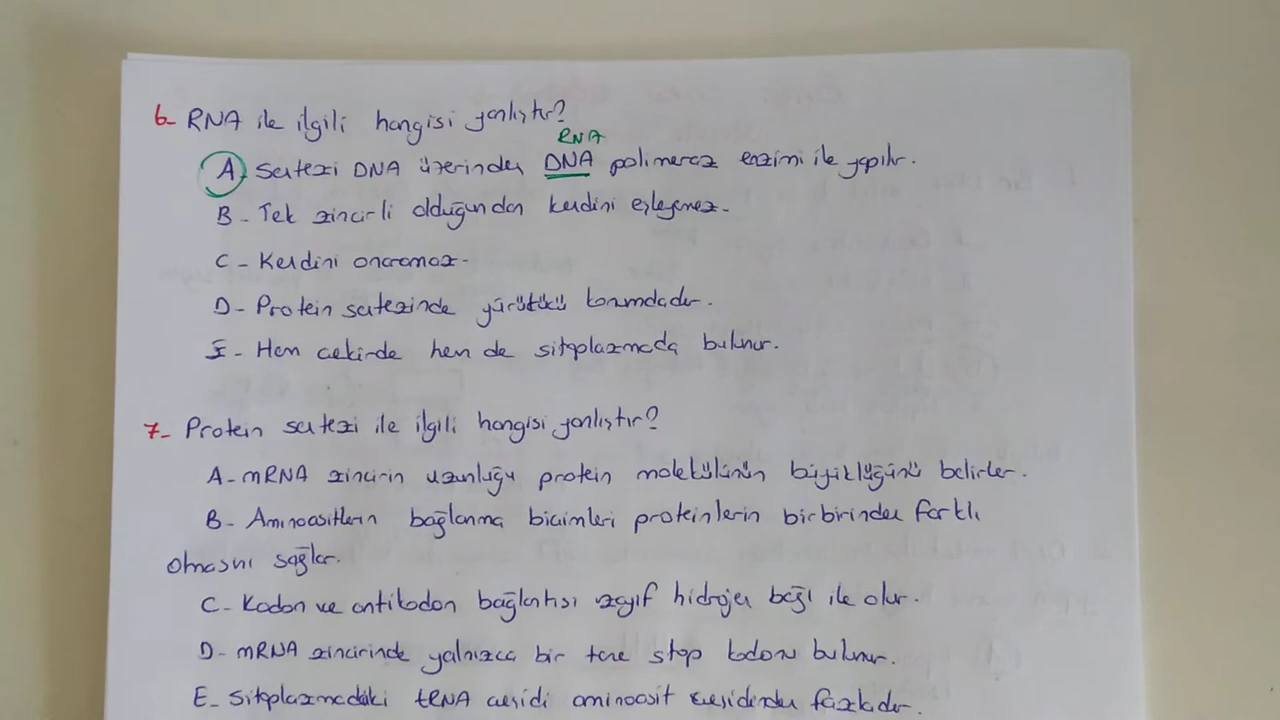 6- RNA ile ilgili hangisi yanlıştır?
RNA
A. Sentezi DNA üzerinden DNA polimeraz enzimi ile yapılır.
B- Tek zincirli olduğundan kendini eşleyemez.
C- Kendini onaramaz.
D- Protein sentezinde yürütücü konumdadır.
E- Hem çekirdekte hem de sitoplazmada bulunur.
7- Protein sentezi ile ilgili hangisi yanlıştır?
A- mRNA zincirin uzunluğu protein molekülünün büyüklüğünü belirler.
B- Aminoasitlerin bağlanma biçimleri proteinlerin birbirinden farklı
olmasını sağlar.
C- Kodon ve antikodon bağlantısı zayıf hidrojen bağı ile olur.
D- mRNA zincirinde yalnızca bir tane stop kodonu bulunur.
E- Sitoplazmadaki tRNA çeşidi aminoasit çeşidinden fazladır.